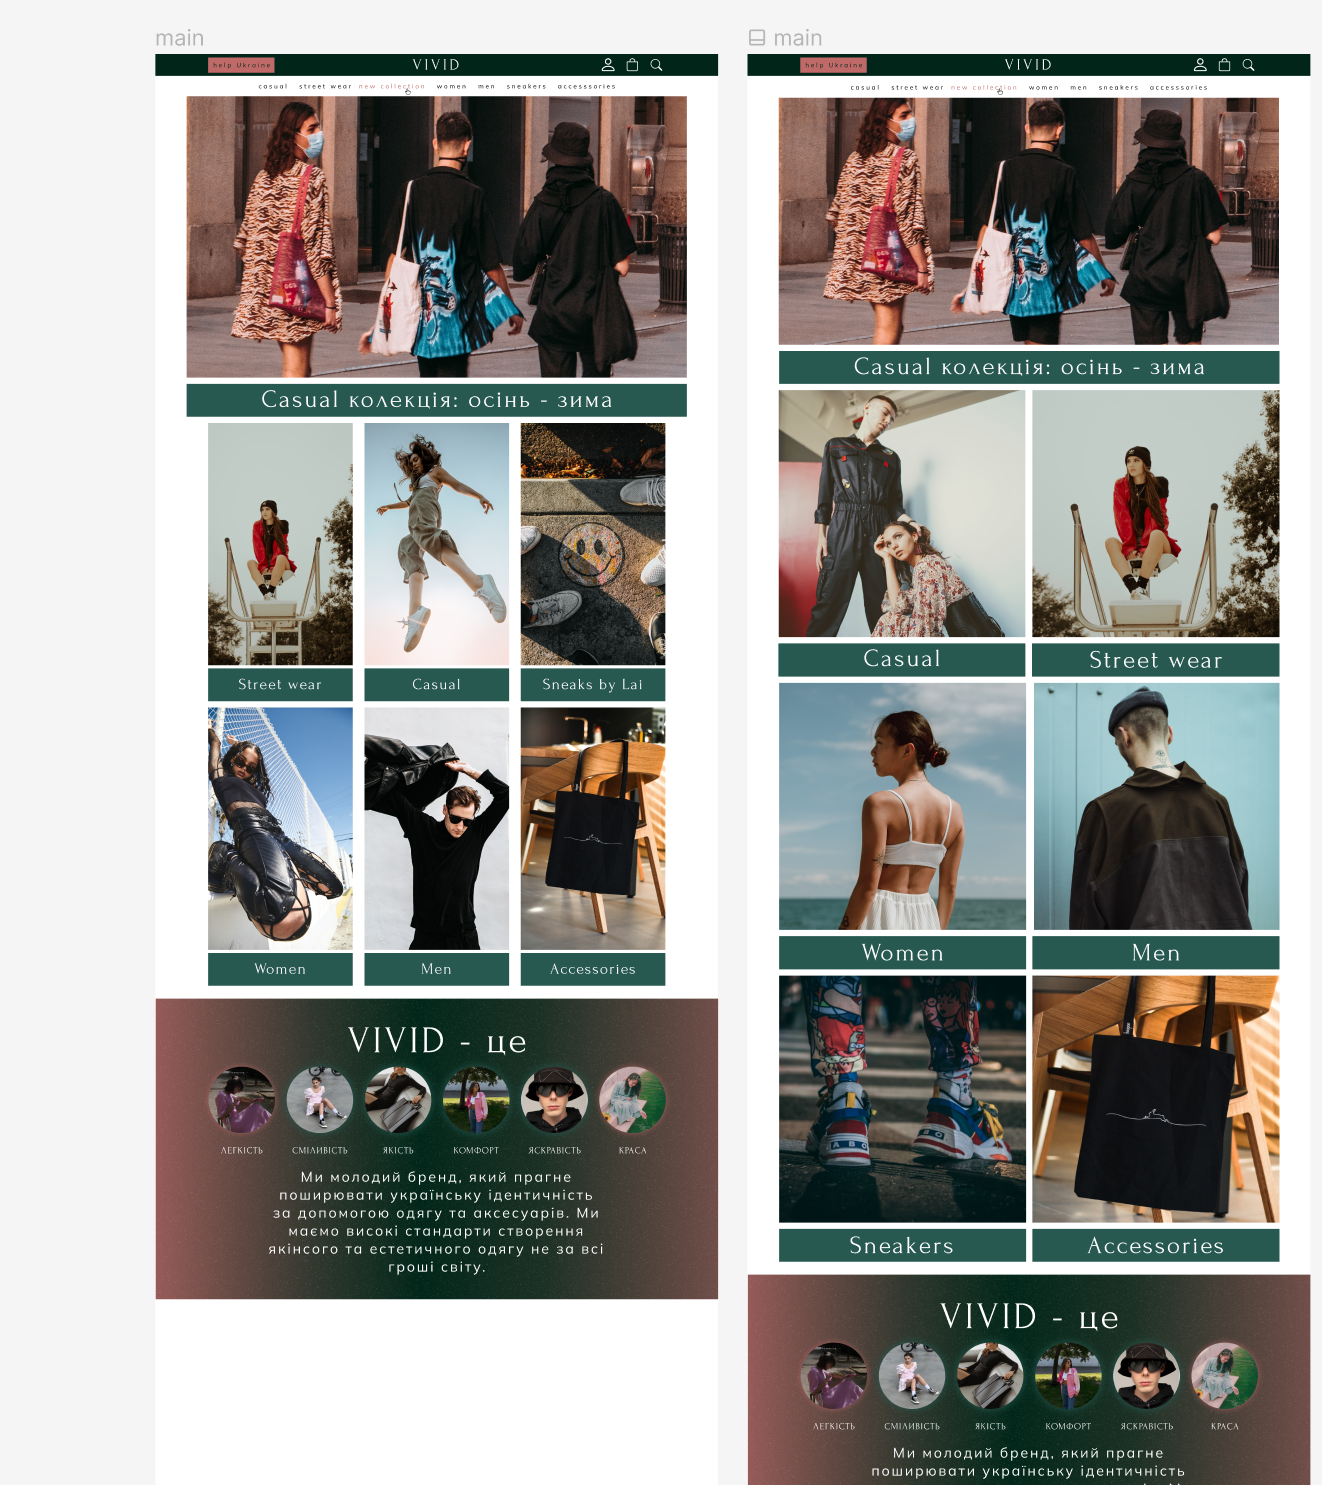 main
help Ukraine
VIVID
casual street wear new collection women men sneakers accesssories
Casual колекція: осінь - зима
Street wear
Casual
Sneaks by Lai
Women
Men
Accessories
VIVID - це
ЛЕГКІСТЬ
СМІЛИВІСТЬ
ЯКІСТЬ
КОМФОРТ
ЯСКРАВІСТЬ
КРАСА
Ми молодий бренд, який прагне
поширювати українську ідентичність
за допомогою одягу та аксесуарів. Ми
маємо високі стандарти створення
якінсого та естетичного одягу не за всі
гроші світу.
main
help Ukraine
VIVID
casual street wear new collection women men sneakers accesssories
Casual колекція: осінь - зима
Casual
Street wear
Women
Men
Sneakers
Accessories
VIVID - це
ЛЕГКІСТЬ
СМІЛИВІСТЬ
ЯКІСТЬ
КОМФОРТ
ЯСКРАВІСТЬ
КРАСА
Ми молодий бренд, який прагне
поширювати українську ідентичність